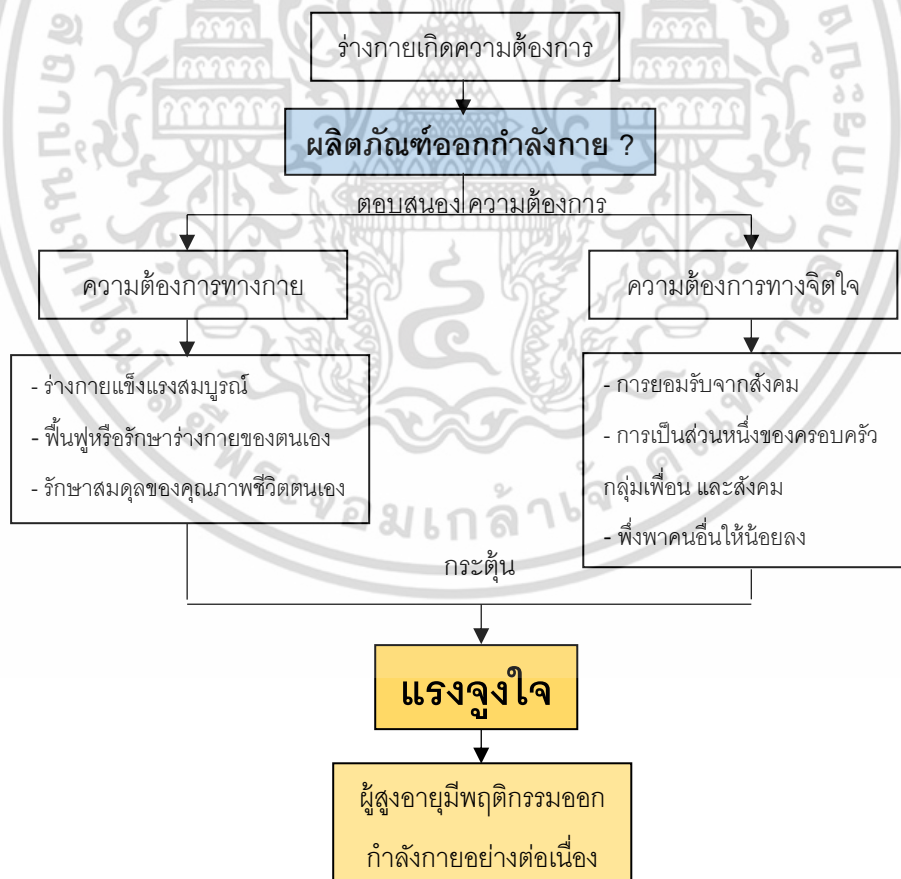 ร่างกายเกิดความต้องการ
ผลิตภัณฑ์ออกกำลังกาย ?
ตอบสนองความต้องการ
ความต้องการทางกาย
ความต้องการทางจิตใจ
- ร่างกายแข็งแรงสมบูรณ์
- ฟื้นฟูหรือรักษาร่างกายของตนเอง
- รักษาสมดุลของคุณภาพชีวิตตนเอง
- การยอมรับจากสังคม
- การเป็นส่วนหนึ่งของครอบครัว
กลุ่มเพื่อน และสังคม
- พึ่งพาคนอื่นให้น้อยลง
กระตุ้น
แรงจูงใจ
ผู้สูงอายุมีพฤติกรรมออก
กำลังกายอย่างต่อเนื่อง